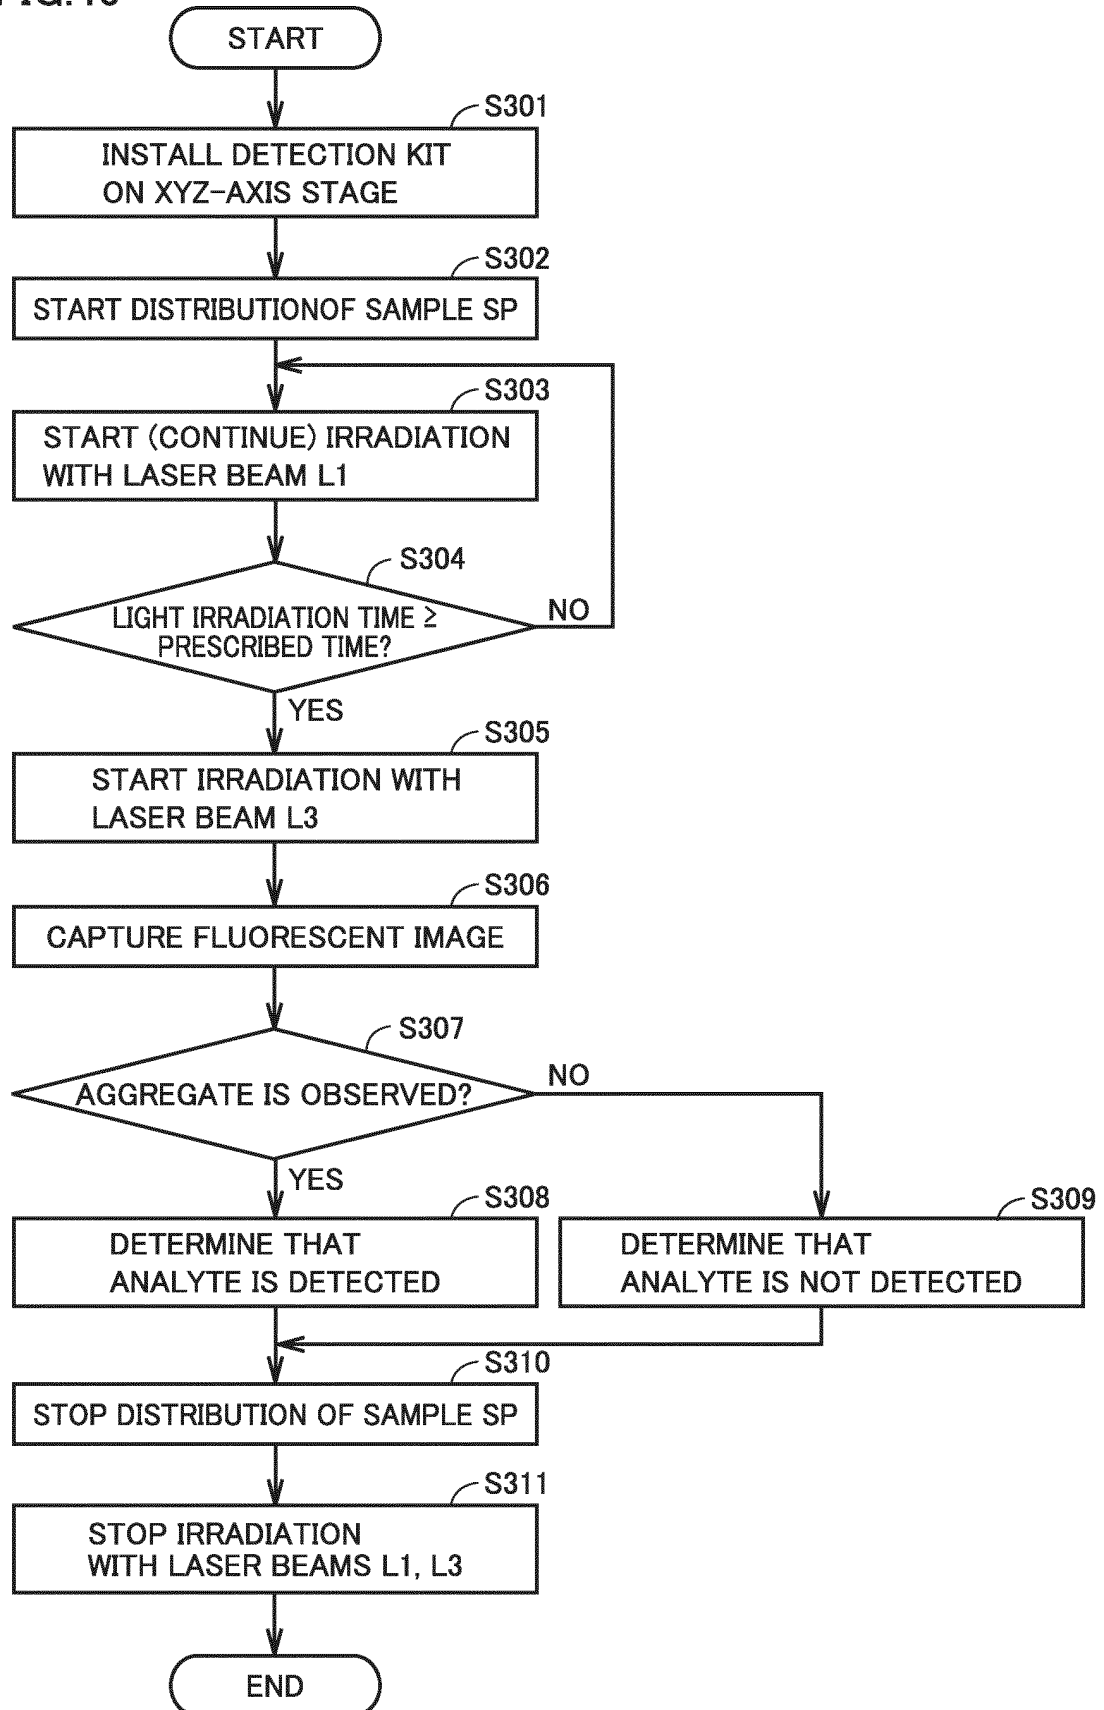 START
S301
INSTALL DETECTION KIT
ON XYZ-AXIS STAGE
S302
START DISTRIBUTIONOF SAMPLE SP
S303
START (CONTINUE) IRRADIATION
WITH LASER BEAM L1
S304
LIGHT IRRADIATION TIME ≥
PRESCRIBED TIME?
NO
YES
S305
START IRRADIATION WITH
LASER BEAM L3
S306
CAPTURE FLUORESCENT IMAGE
S307
AGGREGATE IS OBSERVED?
NO
YES
S308
DETERMINE THAT
ANALYTE IS DETECTED
S309
DETERMINE THAT
ANALYTE IS NOT DETECTED
S310
STOP DISTRIBUTION OF SAMPLE SP
S311
STOP IRRADIATION
WITH LASER BEAMS L1, L3
END